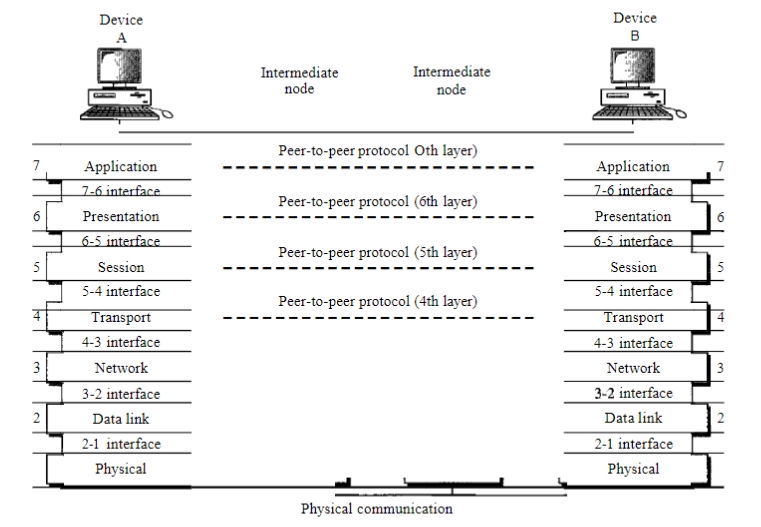 Device
A
Device
B
Intermediate
node
Intermediate
node
Peer-to-peer protocol Oth layer)
7 Application
Application 7
7-6 interface
7-6 interface
Peer-to-peer protocol (6th layer)
6 Presentation
Presentation 6
6-5 interface
6-5 interface
Peer-to-peer protocol (5th layer)
5 Session
Session 5
5-4 interface
5-4 interface
Peer-to-peer protocol (4th layer)
4 Transport
Transport 4
4-3 interface
4-3 interface
3 Network
Network 3
3-2 interface
3-2 interface
2 Data link
Data link 2
2-1 interface
2-1 interface
Physical
Physical
Physical communication